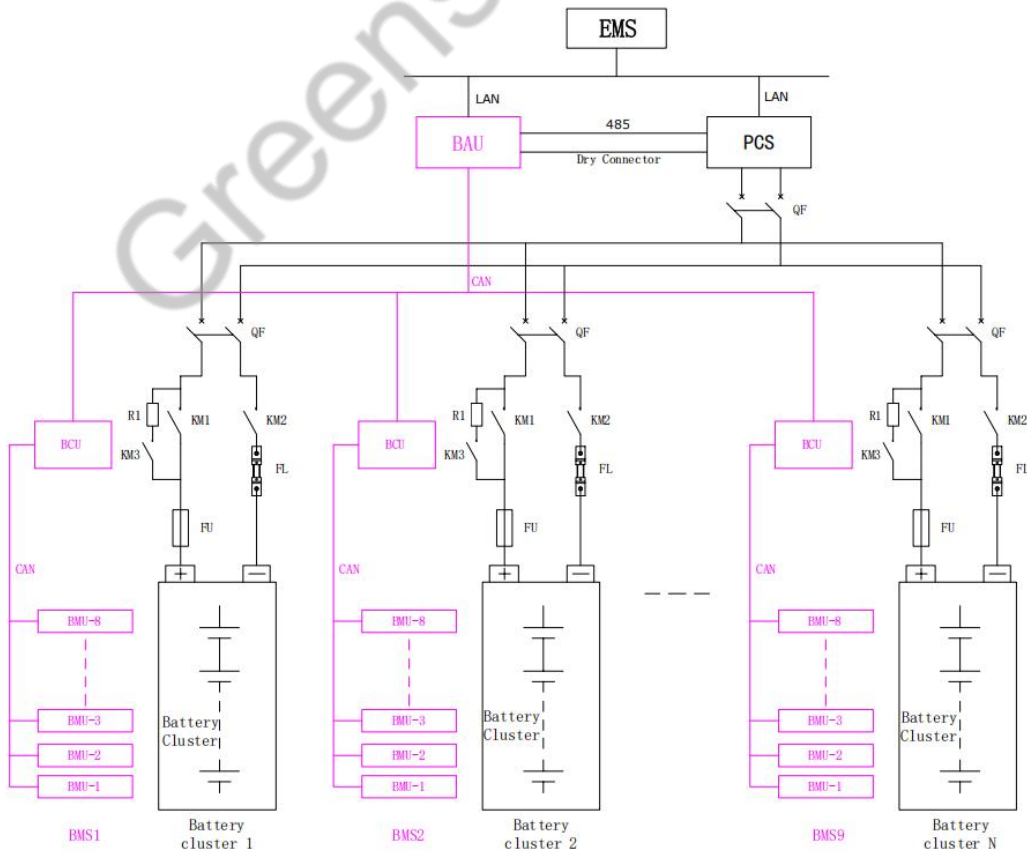 EMS
LAN
LAN
BAU
485
Dry Connector
PCS
QF
CAN
QF
QF
QF
R1
KM1
KM2
KM3
BCU
FL
FU
CAN
R1
KM1
KM2
KM3
BCU
FL
FU
CAN
R1
KM1
KM2
KM3
BCU
FU
CAN
+
−
+
−
+
−
BMU-8
BMU-3
BMU-2
BMU-1
Battery
Cluster
BMU-8
BMU-3
BMU-2
BMU-1
Battery
Cluster
BMU-8
BMU-3
BMU-2
BMU-1
Battery
Cluster
BMS1
Battery
cluster 1
BMS2
Battery
cluster 2
BMS9
Battery
cluster N
Greens